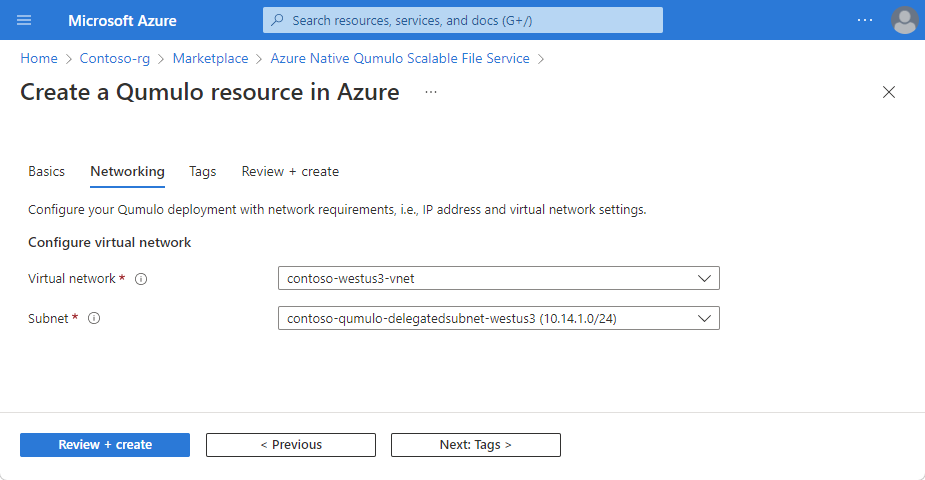 Microsoft Azure
Search resources, services, and docs (G+/)
Home > Contoso-rg > Marketplace > Azure Native Qumulo Scalable File Service >
Create a Qumulo resource in Azure ...
Basics Networking Tags Review + create
Configure your Qumulo deployment with network requirements, i.e., IP address and virtual network settings.
Configure virtual network
Virtual network * contoso-westus3-vnet
Subnet * contoso-qumulo-delegatedsubnet-westus3 (10.14.1.0/24)
Review + create < Previous Next: Tags >